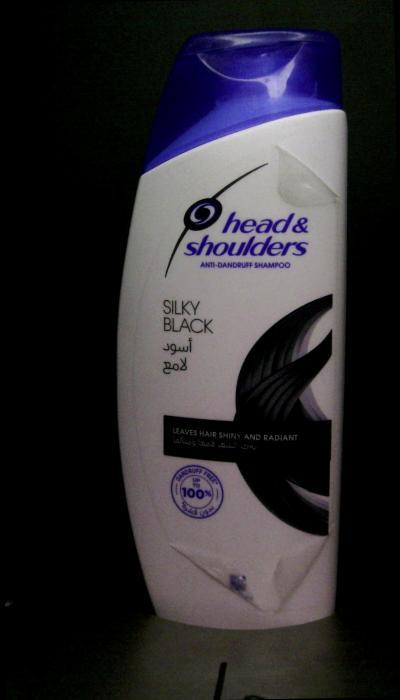 head &
shoulders
ANTI-DANDRUFF SHAMPOO
SILKY
BLACK
أسود
لامع
LEAVES HAIR SHINY AND RADIANT
DANDRUFF FREE*
UP
TO
100%